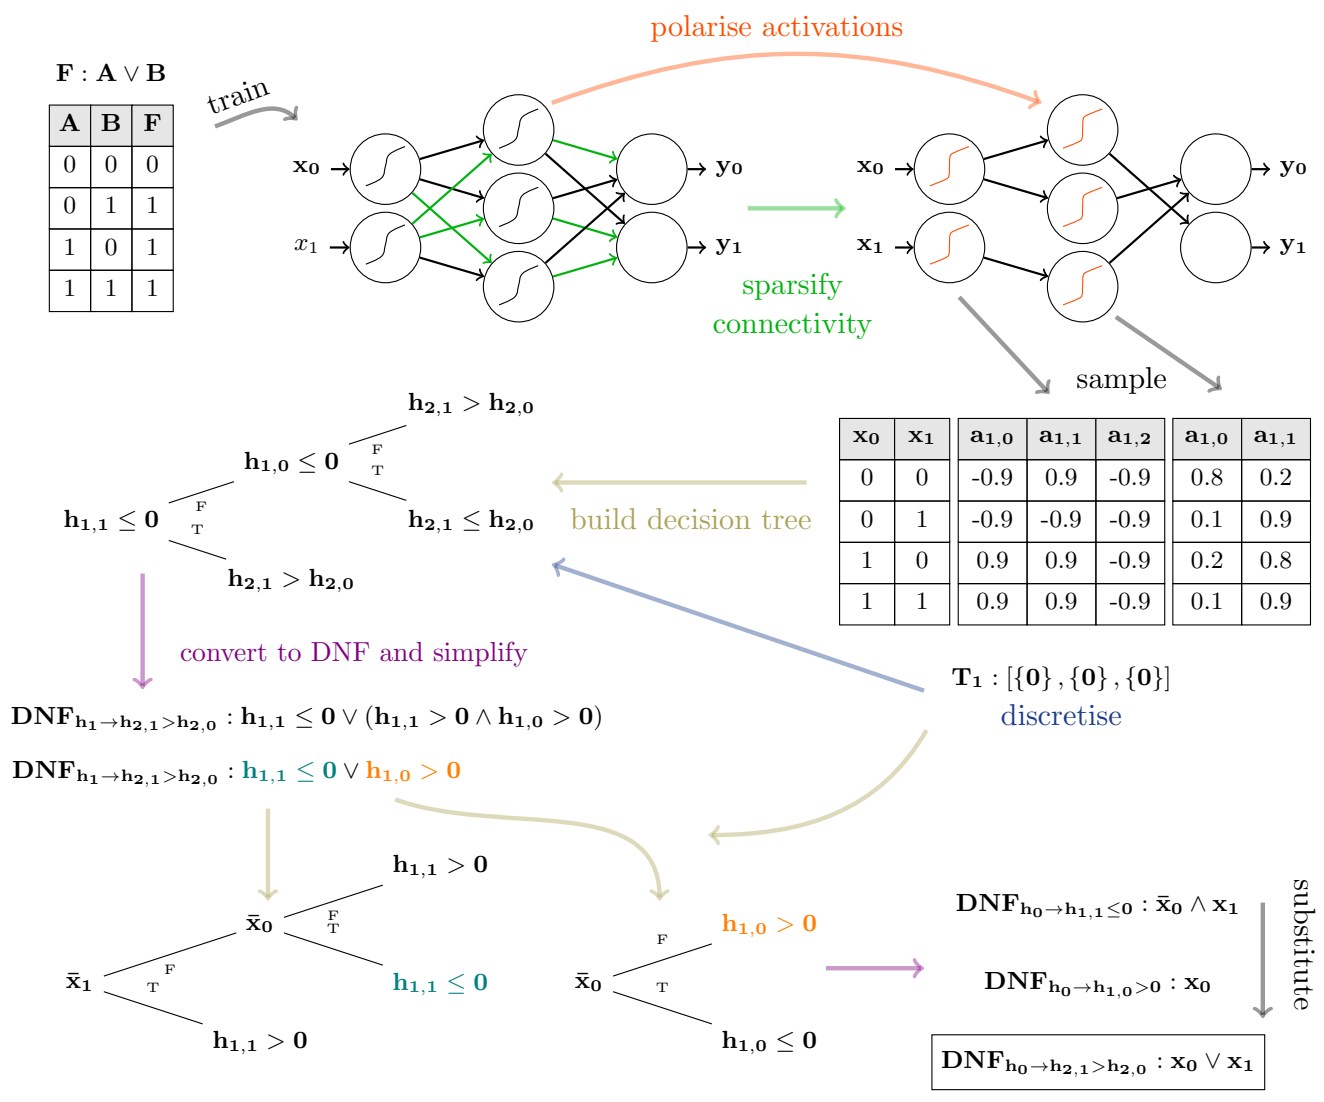 polarise activations
F : A ∨ B
train
A B F
0 0 0
0 1 1
1 0 1
1 1 1
x₀ y₀
x₁ y₁
x₀ y₀
x₁ y₁
sparsify
connectivity
sample
x₀ x₁ a₁,₀ a₁,₁ a₁,₂ a₁,₀ a₁,₁
0 0 -0.9 0.9 -0.9 0.8 0.2
0 1 -0.9 -0.9 -0.9 0.1 0.9
1 0 0.9 0.9 -0.9 0.2 0.8
1 1 0.9 0.9 -0.9 0.1 0.9
h₂,₁ > h₂,₀
F
T
h₁,₀ ≤ 0
F
T
h₁,₁ ≤ 0
h₂,₁ ≤ h₂,₀
h₂,₁ > h₂,₀
build decision tree
T₁ : [{0} , {0} , {0}]
discretise
convert to DNF and simplify
DNF_{h₁→h₂,₁>h₂,₀} : h₁,₁ ≤ 0 ∨ (h₁,₁ > 0 ∧ h₁,₀ > 0)
DNF_{h₁→h₂,₁>h₂,₀} : h₁,₁ ≤ 0 ∨ h₁,₀ > 0
h₁,₁ > 0
F
T
x̄₀
F
T
x̄₁
h₁,₁ ≤ 0
h₁,₁ > 0
h₁,₀ > 0
F
x̄₀
T
h₁,₀ ≤ 0
DNF_{h₀→h₁,₁≤0} : x̄₀ ∧ x₁
DNF_{h₀→h₁,₀>0} : x₀
substitute
DNF_{h₀→h₂,₁>h₂,₀} : x₀ ∨ x₁